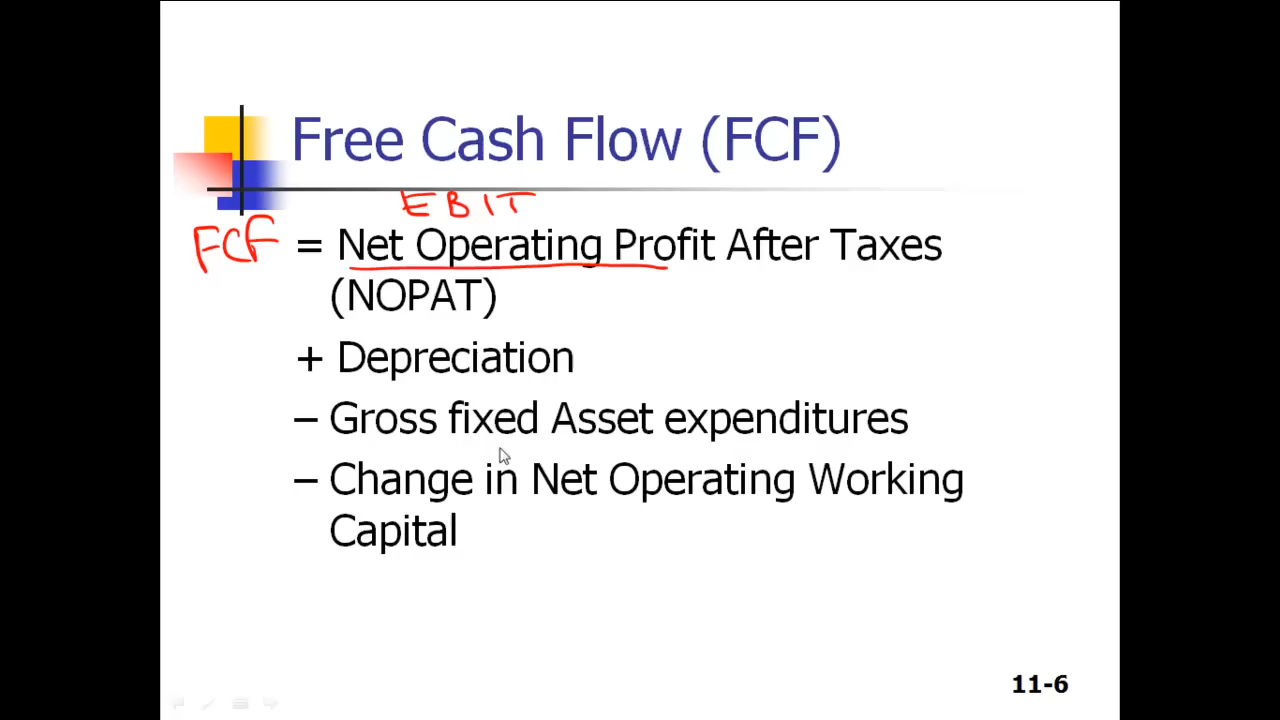 Free Cash Flow (FCF)
EBIT
FCF = Net Operating Profit After Taxes
(NOPAT)
+ Depreciation
– Gross fixed Asset expenditures
– Change in Net Operating Working
Capital
11-6